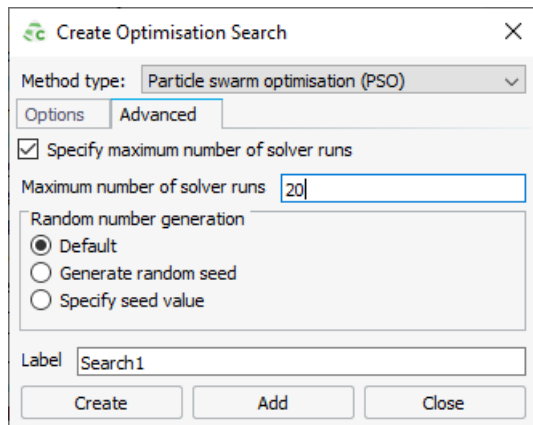 Create Optimisation Search
Method type: Particle swarm optimisation (PSO)
Options Advanced
Specify maximum number of solver runs
Maximum number of solver runs 20
Random number generation
Default
Generate random seed
Specify seed value
Label Search1
Create Add Close